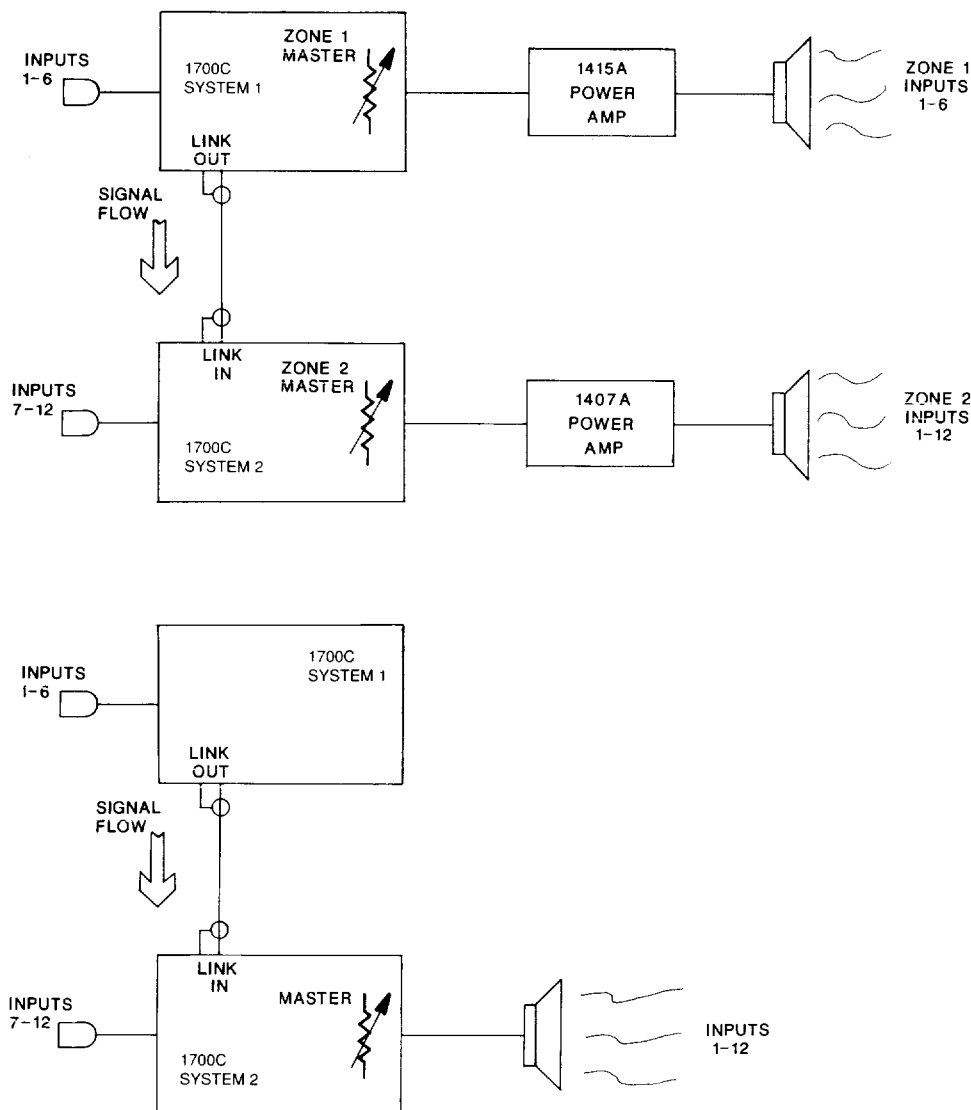 INPUTS
1-6
1700C
SYSTEM 1
ZONE 1
MASTER
LINK
OUT
1415A
POWER
AMP
ZONE 1
INPUTS
1-6
SIGNAL
FLOW
LINK
IN
INPUTS
7-12
ZONE 2
MASTER
1700C
SYSTEM 2
1407A
POWER
AMP
ZONE 2
INPUTS
1-12
INPUTS
1-6
1700C
SYSTEM 1
LINK
OUT
SIGNAL
FLOW
LINK
IN
INPUTS
7-12
MASTER
1700C
SYSTEM 2
INPUTS
1-12